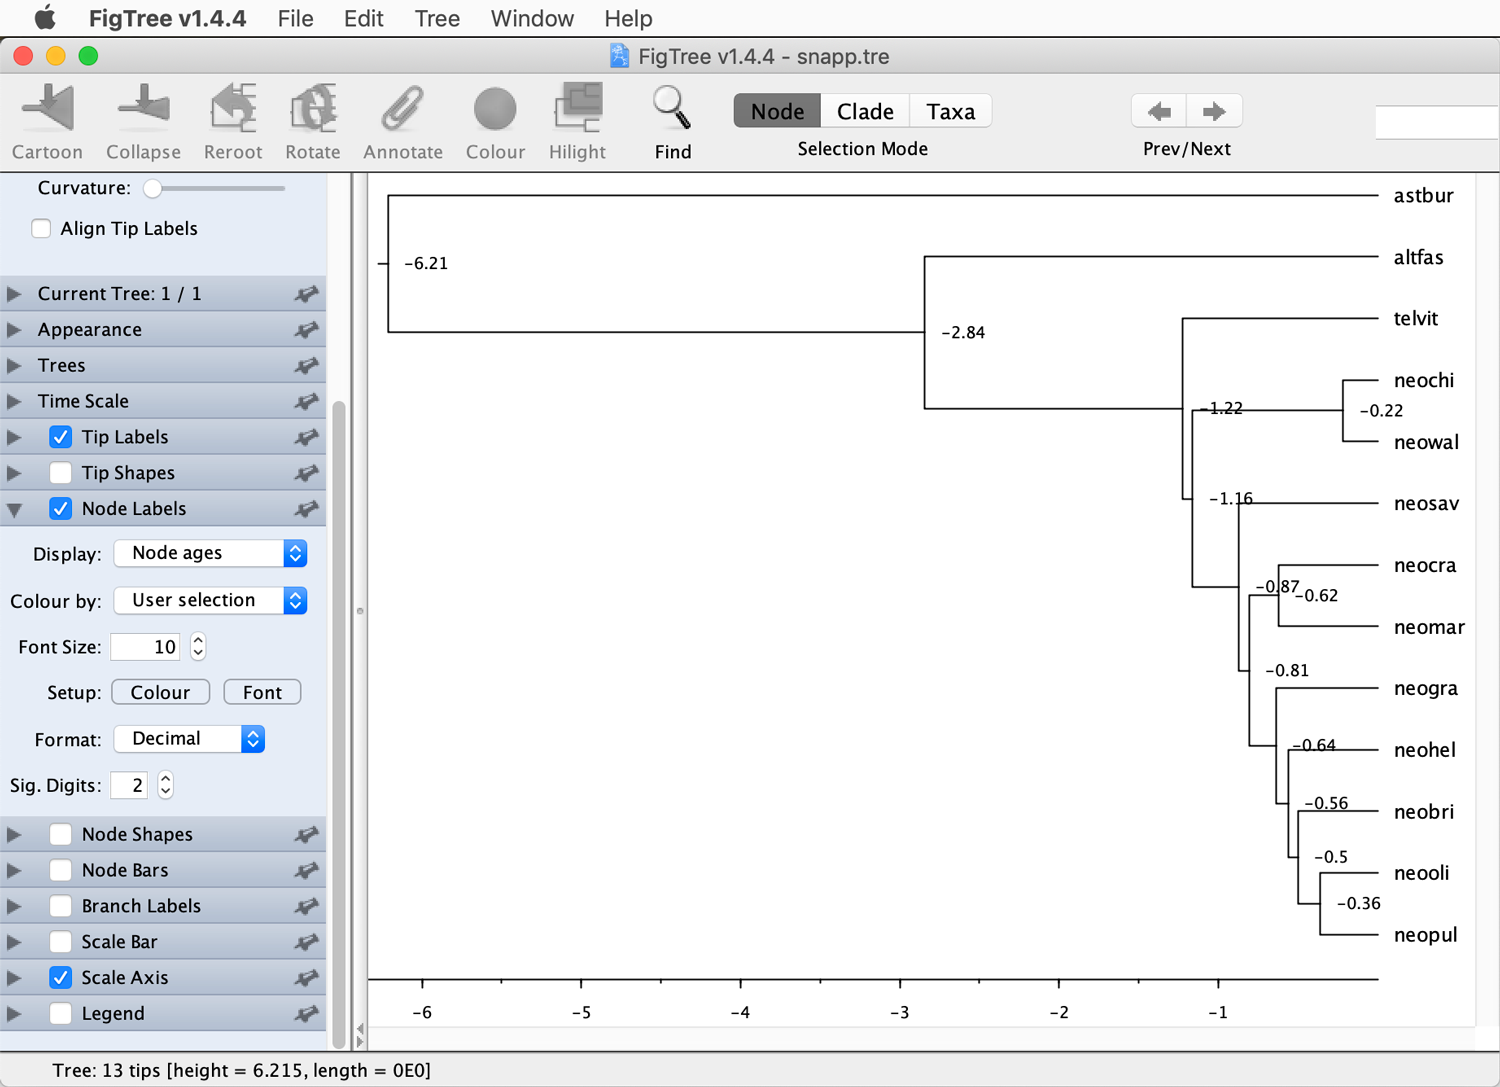 FigTree v1.4.4 File Edit Tree Window Help
FigTree v1.4.4 - snapp.tre
Cartoon Collapse Reroot Rotate Annotate Colour Hilight Find
Node Clade Taxa
Selection Mode
Prev/Next
Curvature:
Align Tip Labels
Current Tree: 1 / 1
Appearance
Trees
Time Scale
Tip Labels
Tip Shapes
Node Labels
Display: Node ages
Colour by: User selection
Font Size: 10
Setup: Colour Font
Format: Decimal
Sig. Digits: 2
Node Shapes
Node Bars
Branch Labels
Scale Bar
Scale Axis
Legend
astbur
-6.21
altfas
-2.84
telvit
neochi
-1.22
-0.22
neowal
-1.16
neosav
neocra
-0.87
-0.62
neomar
-0.81
neogra
-0.64
neohel
-0.56
neobri
-0.5
neooli
-0.36
neopul
-6 -5 -4 -3 -2 -1
Tree: 13 tips [height = 6.215, length = 0E0]